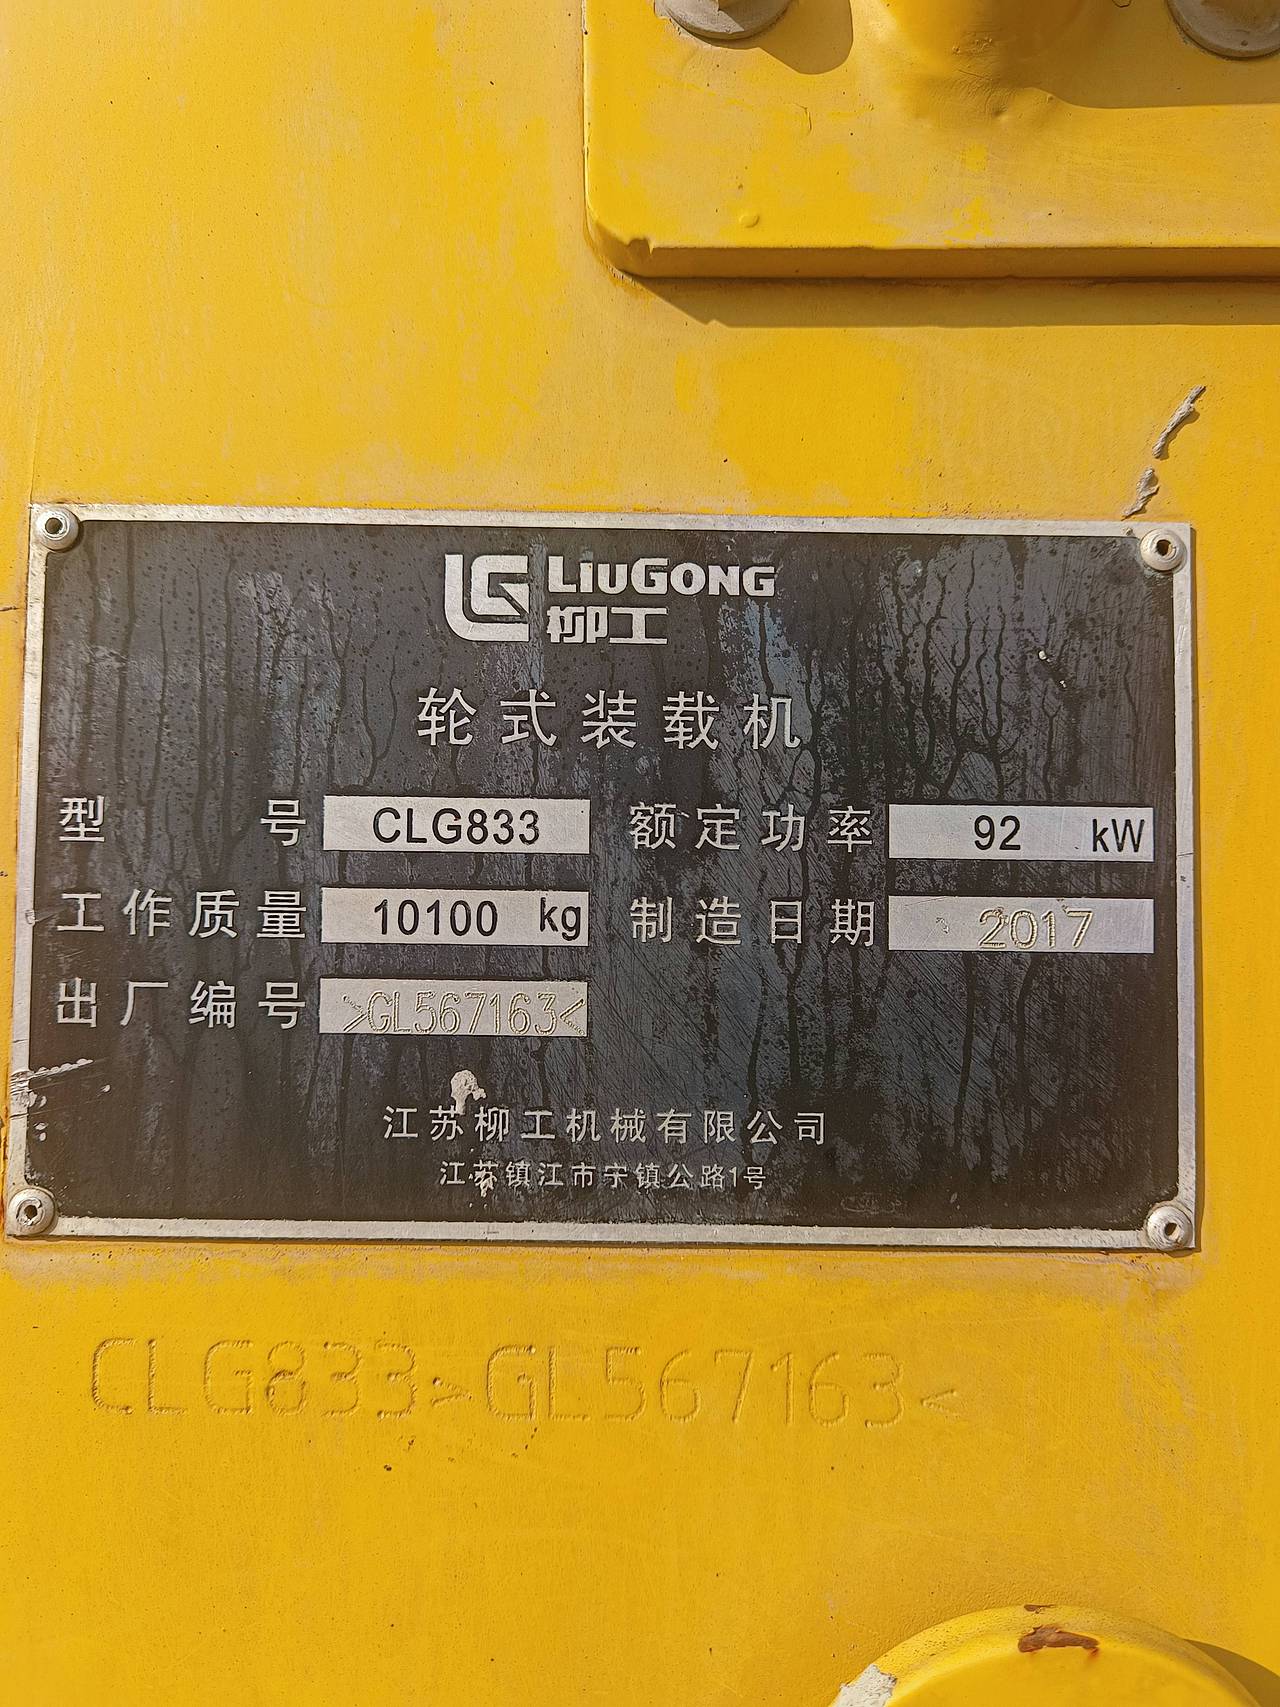 LG LIUGONG
柳工
轮式装载机
型号 CLG833 额定功率 92 kW
工作质量 10100 kg 制造日期 2017
出厂编号 >GL567163<
江苏柳工机械有限公司
江苏镇江市宇镇公路1号
CLG833>GL567163<